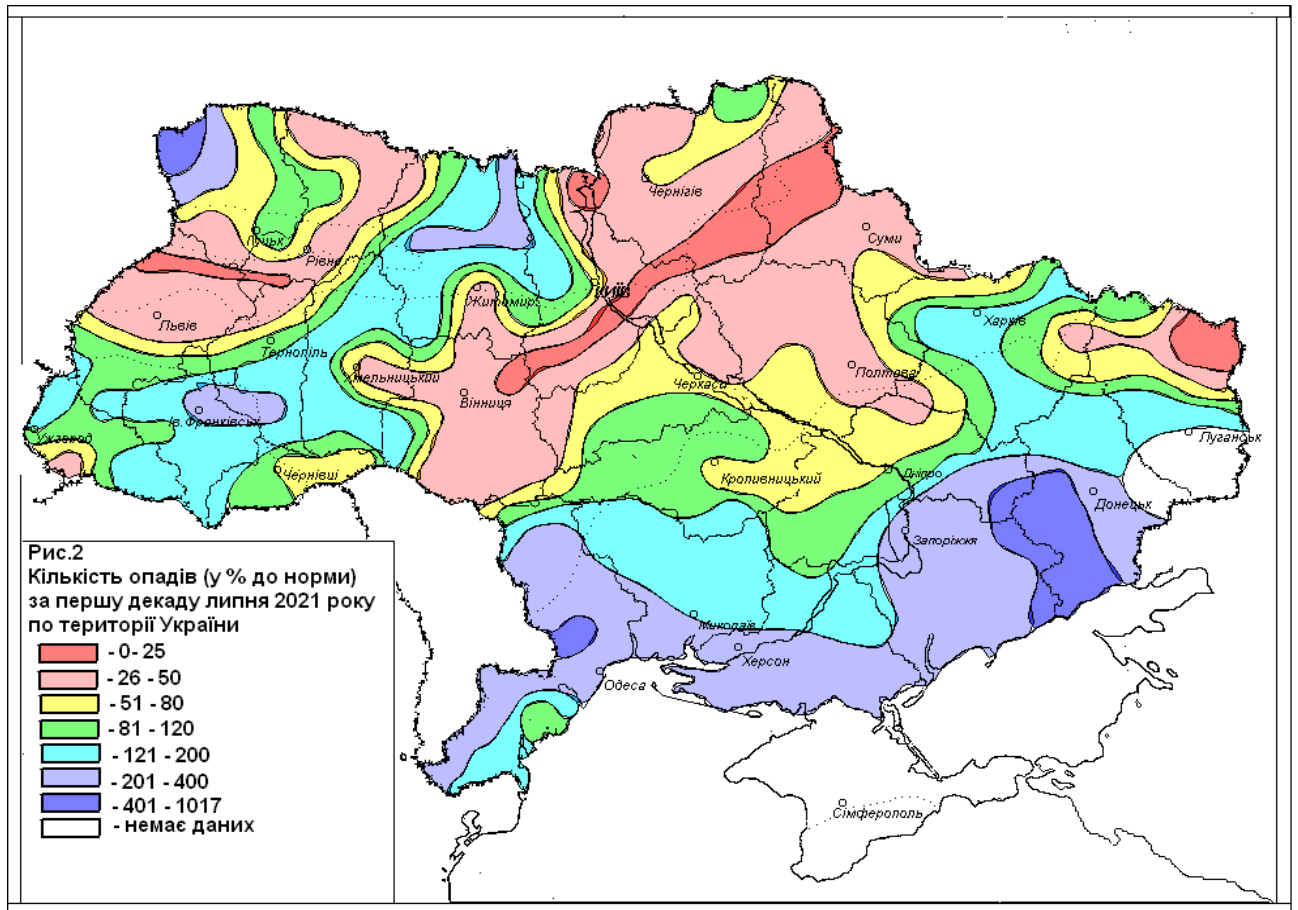 Чернігів
Суми
Луцьк
Рівне
КИЇВ
Житомир
Львів
Харків
Тернопіль
Хмельницький
Полтава
Черкаси
Вінниця
Ів. Франківськ
Ужгород
Луганськ
Чернівці
Кропивницький
Дніпро
Донецьк
Запоріжжя
Миколаїв
Херсон
Одеса
Сімферополь
Рис.2
Кількість опадів (у % до норми)
за першу декаду липня 2021 року
по території України
- 0- 25
- 26 - 50
- 51 - 80
- 81 - 120
- 121 - 200
- 201 - 400
- 401 - 1017
- немає даних